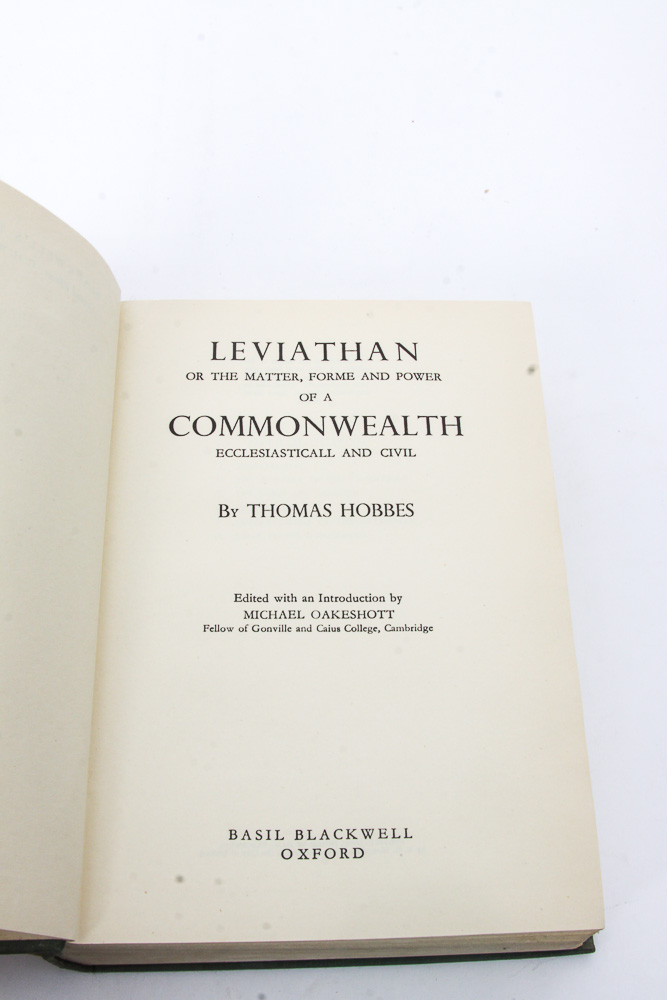 LEVIATHAN
OR THE MATTER, FORME AND POWER
OF A
COMMONWEALTH
ECCLESIASTICALL AND CIVIL
BY THOMAS HOBBES
Edited with an Introduction by
MICHAEL OAKESHOTT
Fellow of Gonville and Caius College, Cambridge
BASIL BLACKWELL
OXFORD